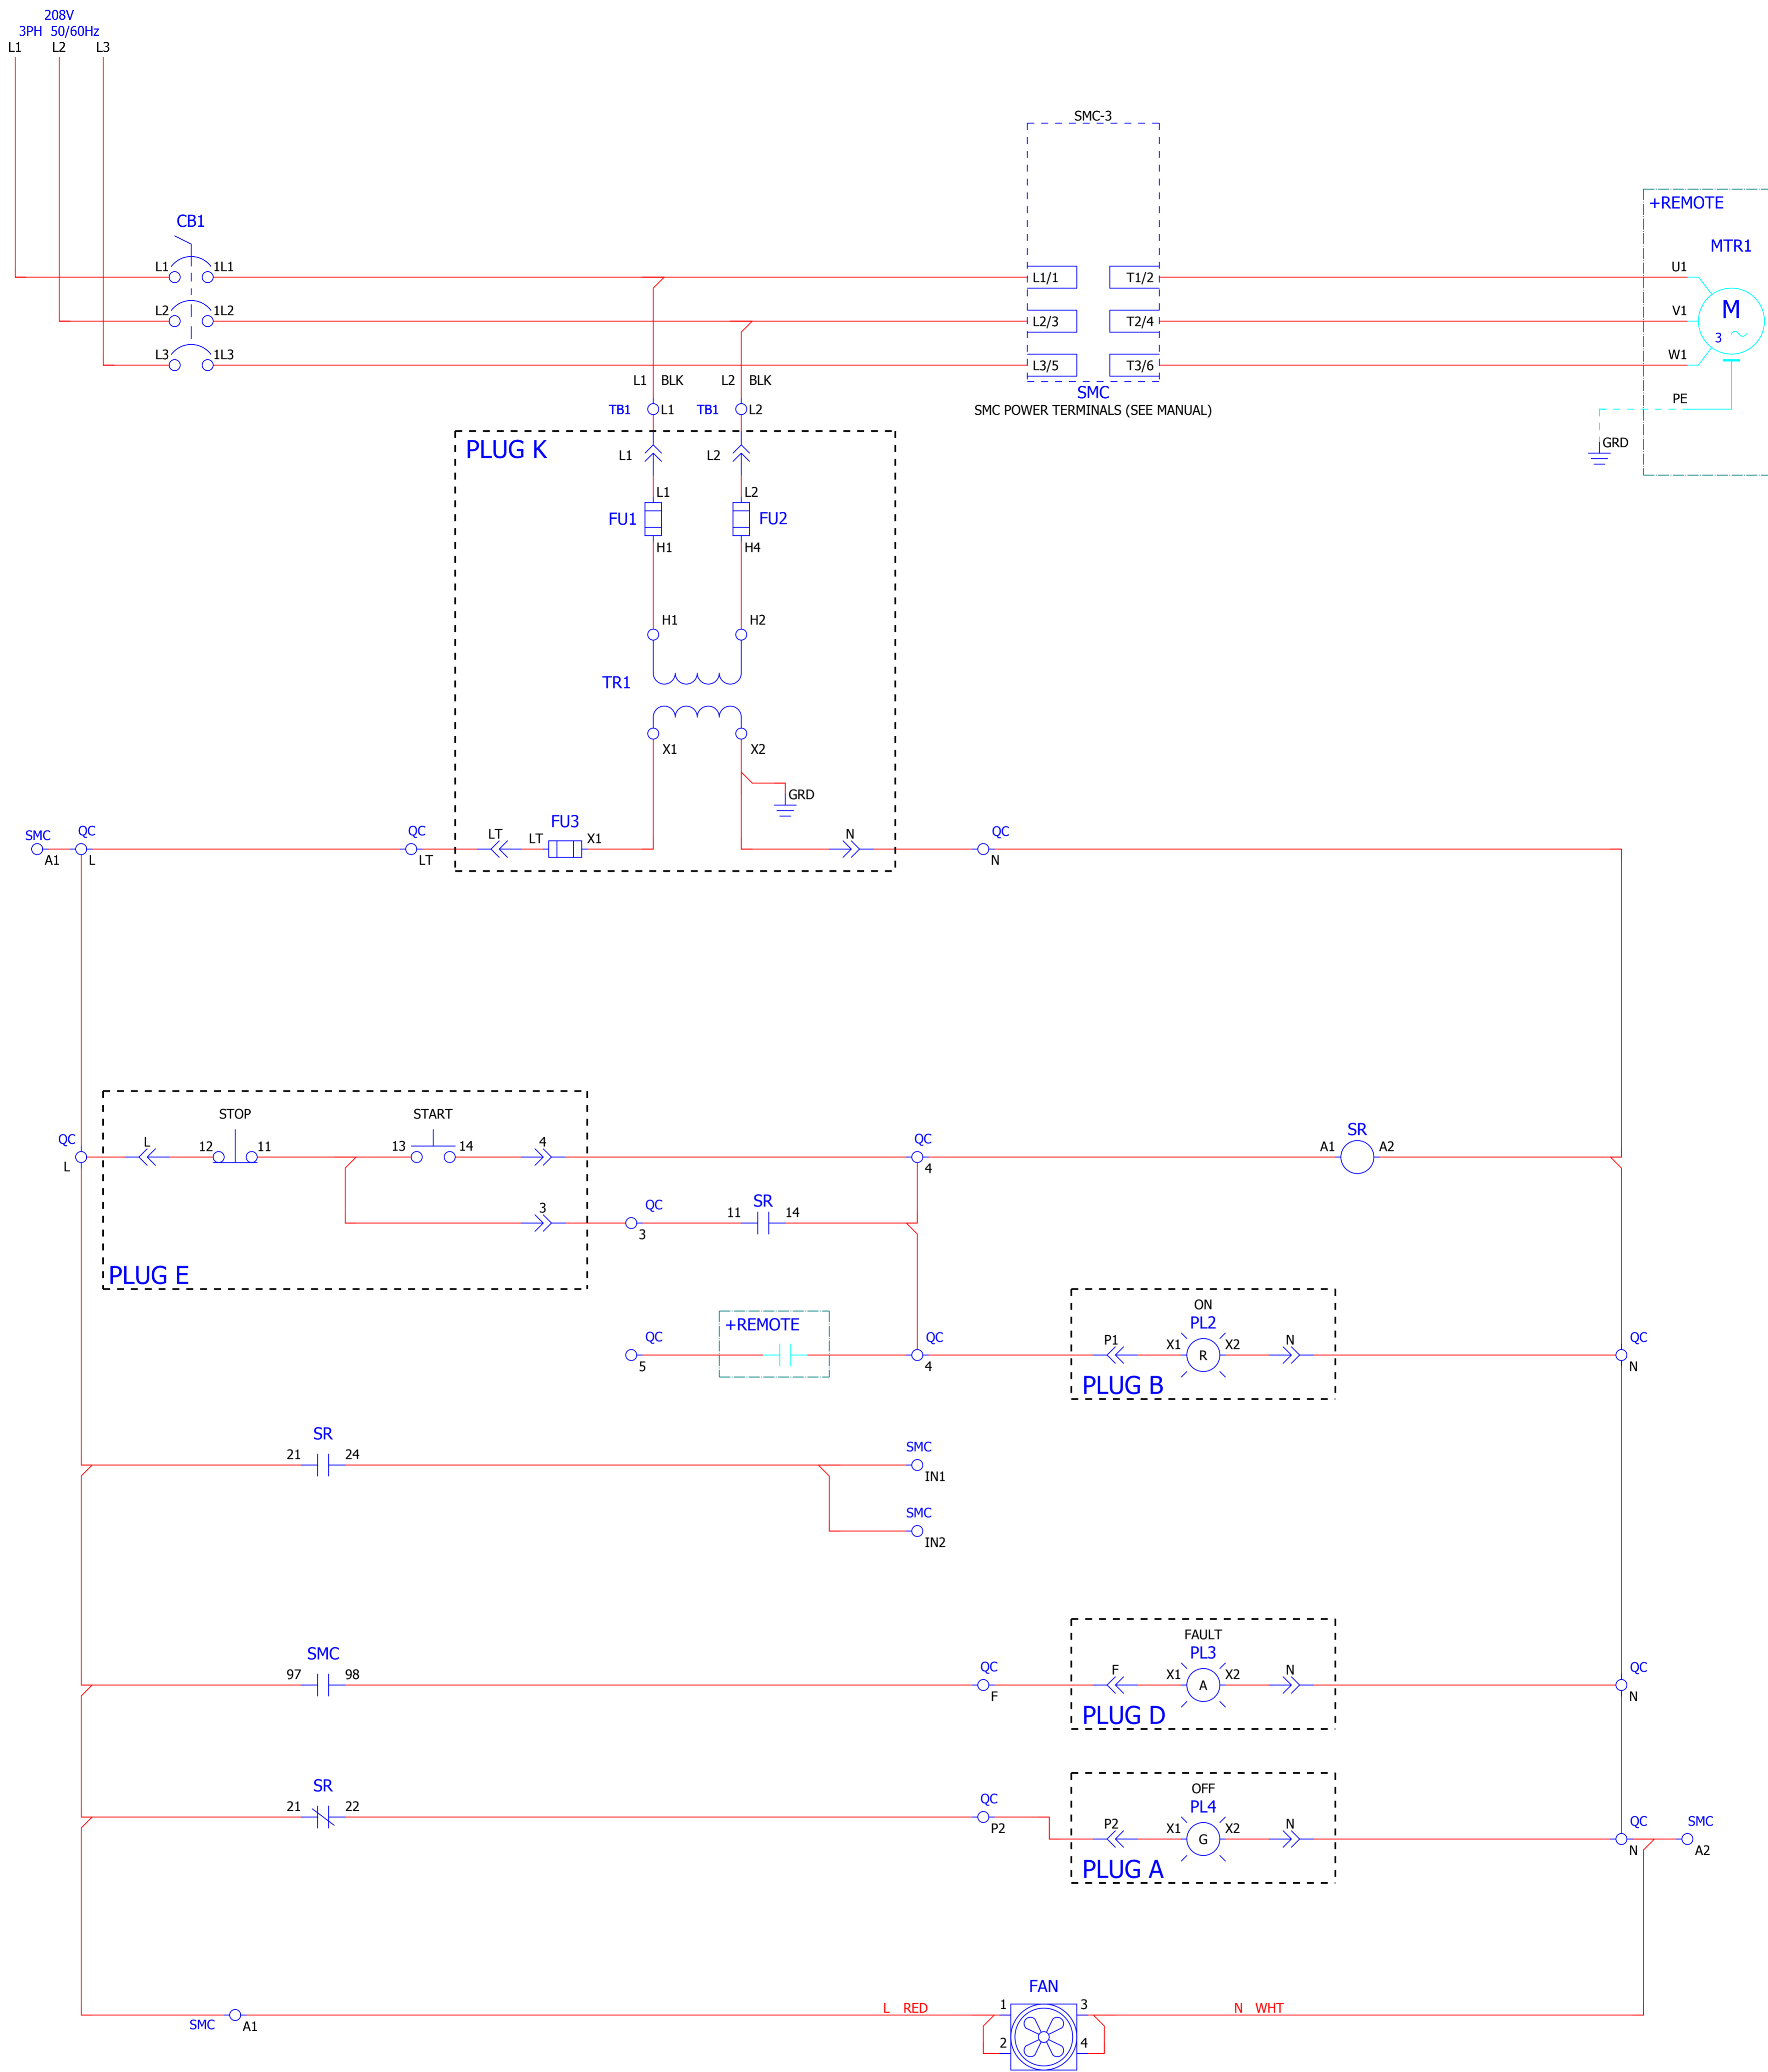 208V
3PH 50/60Hz
L1 L2 L3
SMC-3
+REMOTE
CB1
MTR1
L1 1L1 L1/1 T1/2 U1
L2 1L2 L2/3 T2/4 V1
M
3
L3 1L3 L3/5 T3/6 W1
L1 BLK L2 BLK
SMC
PE
TB1 L1 TB1 L2
SMC POWER TERMINALS (SEE MANUAL)
GRD
PLUG K
L1 L2
L1 L2
FU1 FU2
H1 H4
H1 H2
TR1
X1 X2
GRD
FU3
SMC QC QC LT LT X1 N QC
A1 L LT N
STOP START
SR
QC L 12 11 13 14 4 QC A1 A2
L 4
3 QC 11 SR 14
3
PLUG E
ON
+REMOTE
PL2
QC QC P1 X1 R X2 N QC
5 4 N
PLUG B
SR
21 24 SMC
IN1
SMC
IN2
FAULT
SMC PL3
97 98 QC F X1 A X2 N QC
F N
PLUG D
SR OFF
21 22 QC PL4
P2 P2 X1 G X2 N QC SMC
N A2
PLUG A
FAN
L RED 1 3 N WHT
SMC A1
2 4